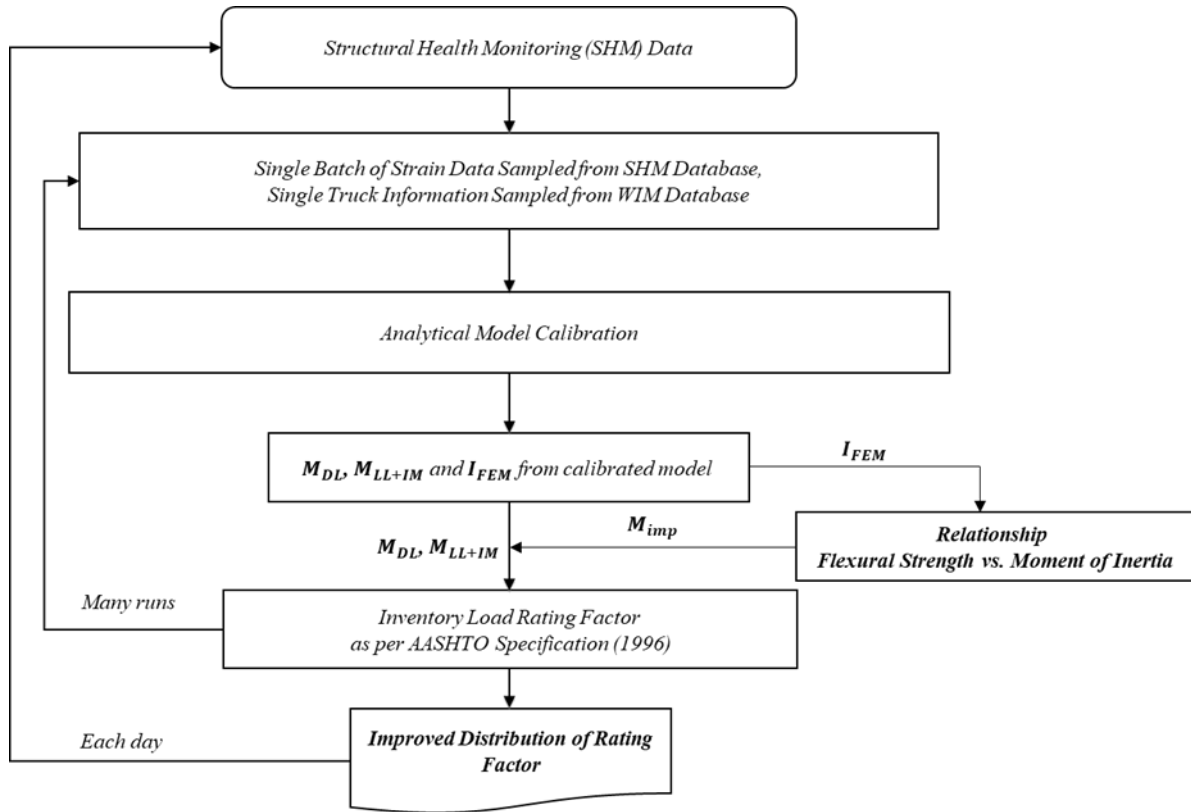 Structural Health Monitoring (SHM) Data
Single Batch of Strain Data Sampled from SHM Database,
Single Truck Information Sampled from WIM Database
Analytical Model Calibration
M_DL, M_LL+IM and I_FEM from calibrated model
I_FEM
M_imp
Relationship
Flexural Strength vs. Moment of Inertia
M_DL, M_LL+IM
Many runs
Inventory Load Rating Factor
as per AASHTO Specification (1996)
Each day
Improved Distribution of Rating
Factor